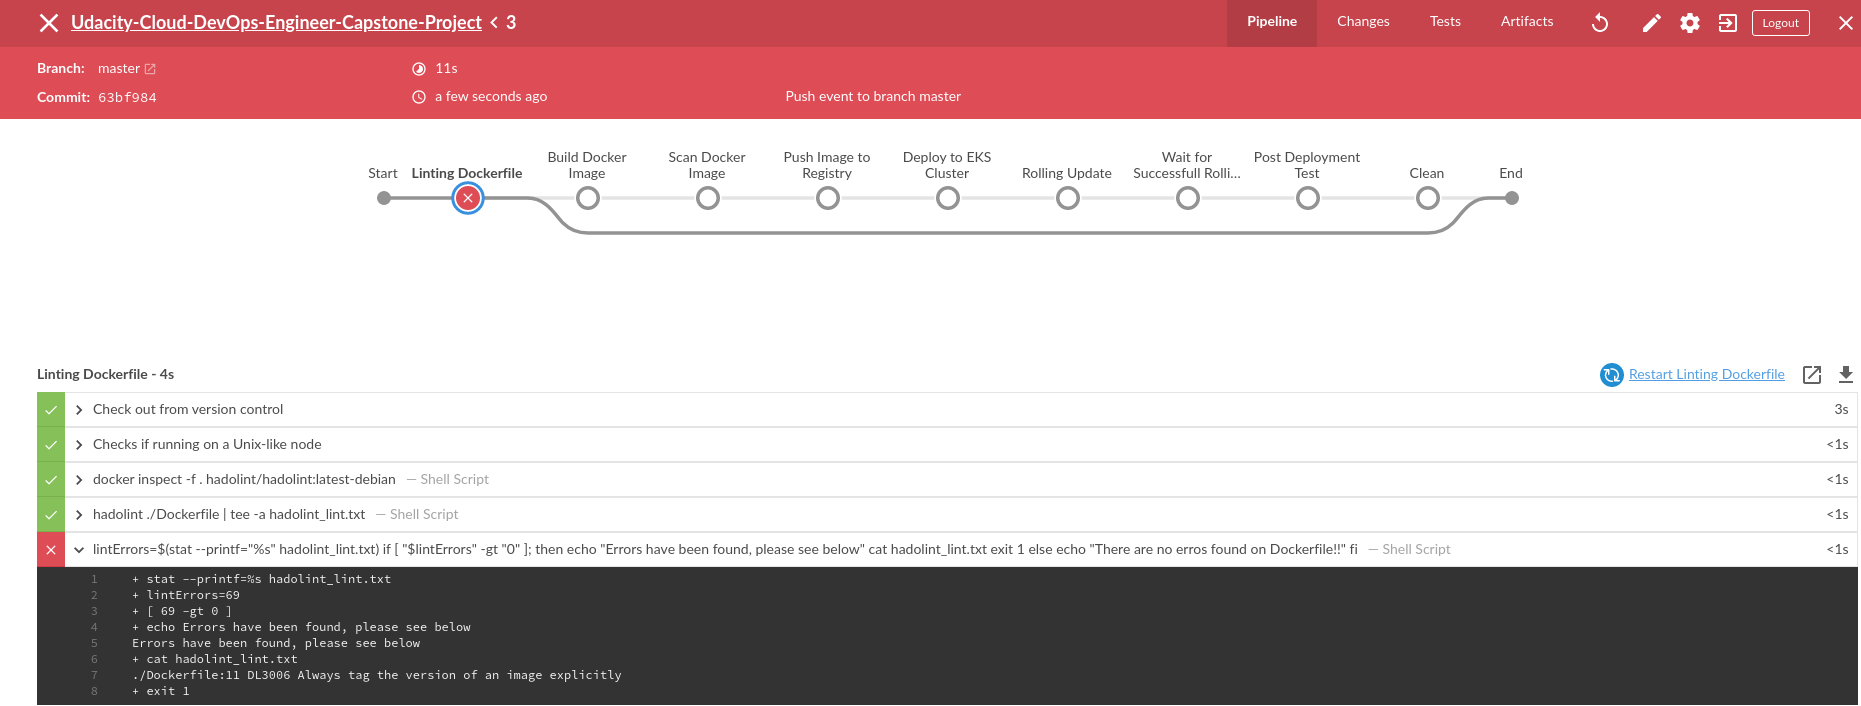 Udacity-Cloud-DevOps-Engineer-Capstone-Project < 3
Pipeline Changes Tests Artifacts Logout
Branch: master 11s
Commit: 63bf984 a few seconds ago Push event to branch master
Start Linting Dockerfile Build Docker Image Scan Docker Image Push Image to Registry Deploy to EKS Cluster Rolling Update Wait for Successfull Rolli... Post Deployment Test Clean End
Linting Dockerfile - 4s Restart Linting Dockerfile
Check out from version control 3s
Checks if running on a Unix-like node <1s
docker inspect -f . hadolint/hadolint:latest-debian — Shell Script <1s
hadolint ./Dockerfile | tee -a hadolint_lint.txt — Shell Script <1s
lintErrors=$(stat --printf="%s" hadolint_lint.txt) if [ "$lintErrors" -gt "0" ]; then echo "Errors have been found, please see below" cat hadolint_lint.txt exit 1 else echo "There are no erros found on Dockerfile!!" fi — Shell Script <1s
1 + stat --printf=%s hadolint_lint.txt
2 + lintErrors=69
3 + [ 69 -gt 0 ]
4 + echo Errors have been found, please see below
5 Errors have been found, please see below
6 + cat hadolint_lint.txt
7 ./Dockerfile:11 DL3006 Always tag the version of an image explicitly
8 + exit 1